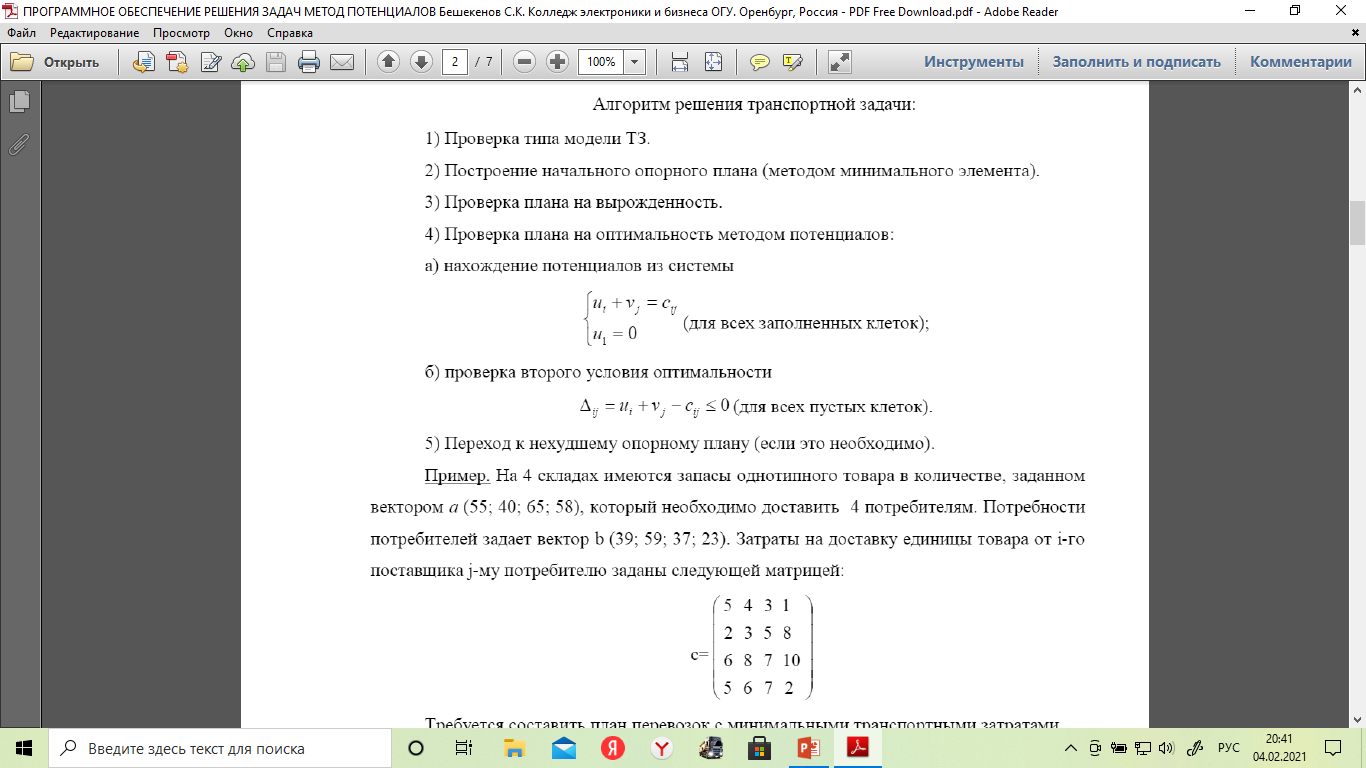 ПРОГРАММНОЕ ОБЕСПЕЧЕНИЕ РЕШЕНИЯ ЗАДАЧ МЕТОД ПОТЕНЦИАЛОВ Бешекенов С.К. Колледж электроники и бизнеса ОГУ. Оренбург, Россия - PDF Free Download.pdf - Adobe Reader
Файл Редактирование Просмотр Окно Справка
Открыть 2 / 7 100% Инструменты Заполнить и подписать Комментарии
Алгоритм решения транспортной задачи:
1) Проверка типа модели ТЗ.
2) Построение начального опорного плана (методом минимального элемента).
3) Проверка плана на вырожденность.
4) Проверка плана на оптимальность методом потенциалов:
а) нахождение потенциалов из системы
{ u_i + v_j = c_ij
u_1 = 0 (для всех заполненных клеток);
б) проверка второго условия оптимальности
Δ_ij = u_i + v_j − c_ij ≤ 0 (для всех пустых клеток).
5) Переход к нехудшему опорному плану (если это необходимо).
Пример. На 4 складах имеются запасы однотипного товара в количестве, заданном
вектором a (55; 40; 65; 58), который необходимо доставить 4 потребителям. Потребности
потребителей задает вектор b (39; 59; 37; 23). Затраты на доставку единицы товара от i-го
поставщика j-му потребителю заданы следующей матрицей:
5 4 3 1
2 3 5 8
c=
6 8 7 10
5 6 7 2
Требуется составить план перевозок с минимальными транспортными затратами
Введите здесь текст для поиска
РУС
20:41
04.02.2021